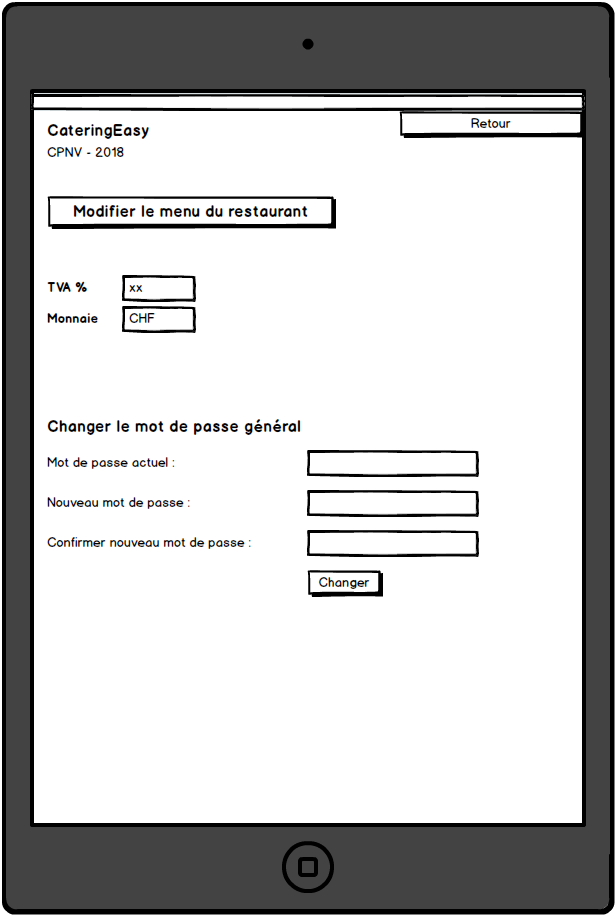 CateringEasy
Retour
CPNV - 2018
Modifier le menu du restaurant
TVA % xx
Monnaie CHF
Changer le mot de passe général
Mot de passe actuel :
Nouveau mot de passe :
Confirmer nouveau mot de passe :
Changer